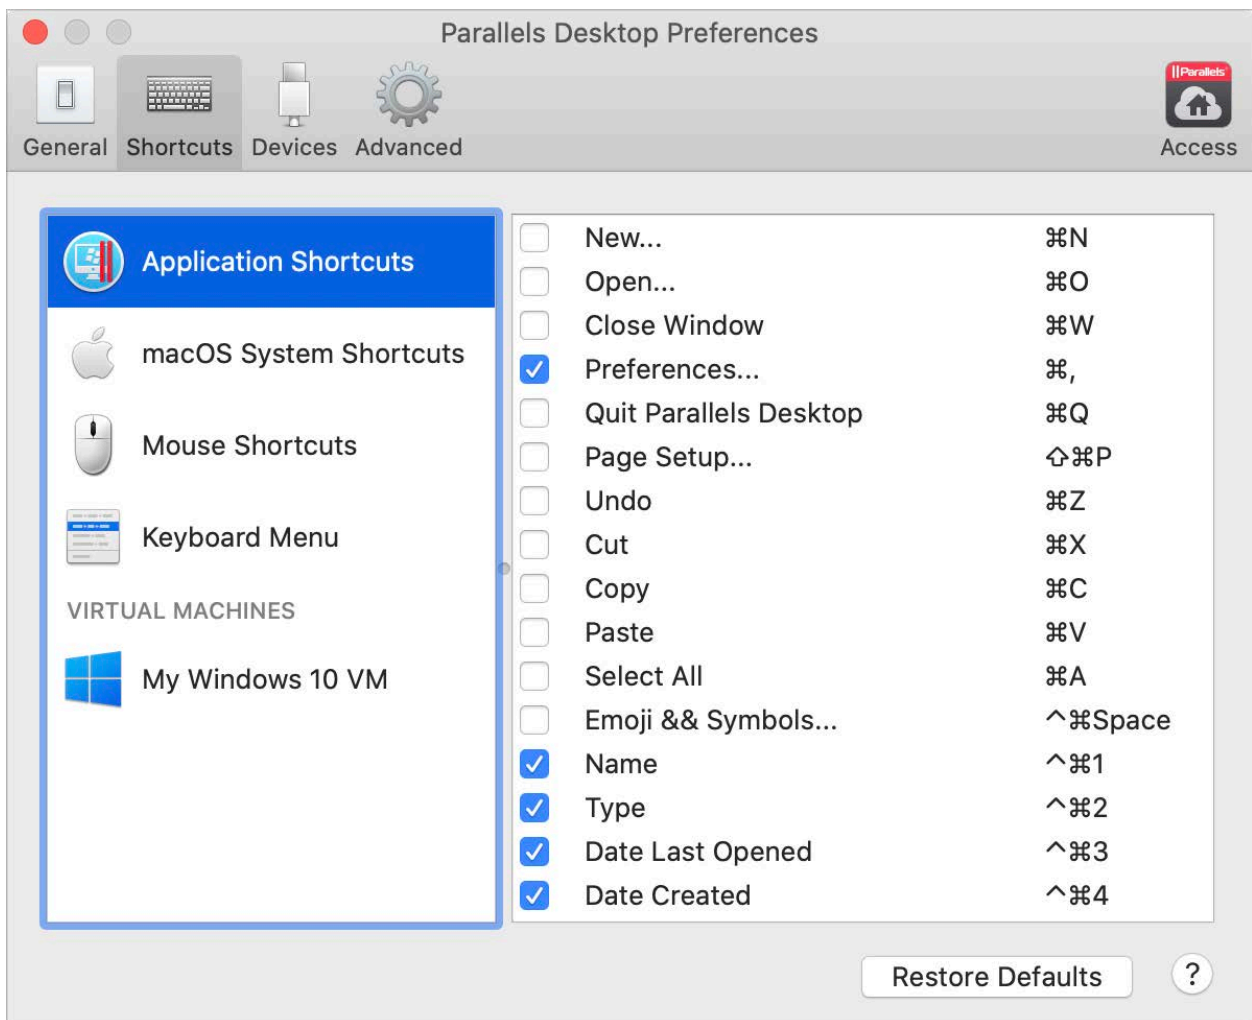 Parallels Desktop Preferences
|| Parallels®
General Shortcuts Devices Advanced Access
Application Shortcuts
macOS System Shortcuts
Mouse Shortcuts
Keyboard Menu
VIRTUAL MACHINES
My Windows 10 VM
New... ⌘N
Open... ⌘O
Close Window ⌘W
Preferences... ⌘,
Quit Parallels Desktop ⌘Q
Page Setup... ⇧⌘P
Undo ⌘Z
Cut ⌘X
Copy ⌘C
Paste ⌘V
Select All ⌘A
Emoji && Symbols... ^⌘Space
Name ^⌘1
Type ^⌘2
Date Last Opened ^⌘3
Date Created ^⌘4
Restore Defaults ?